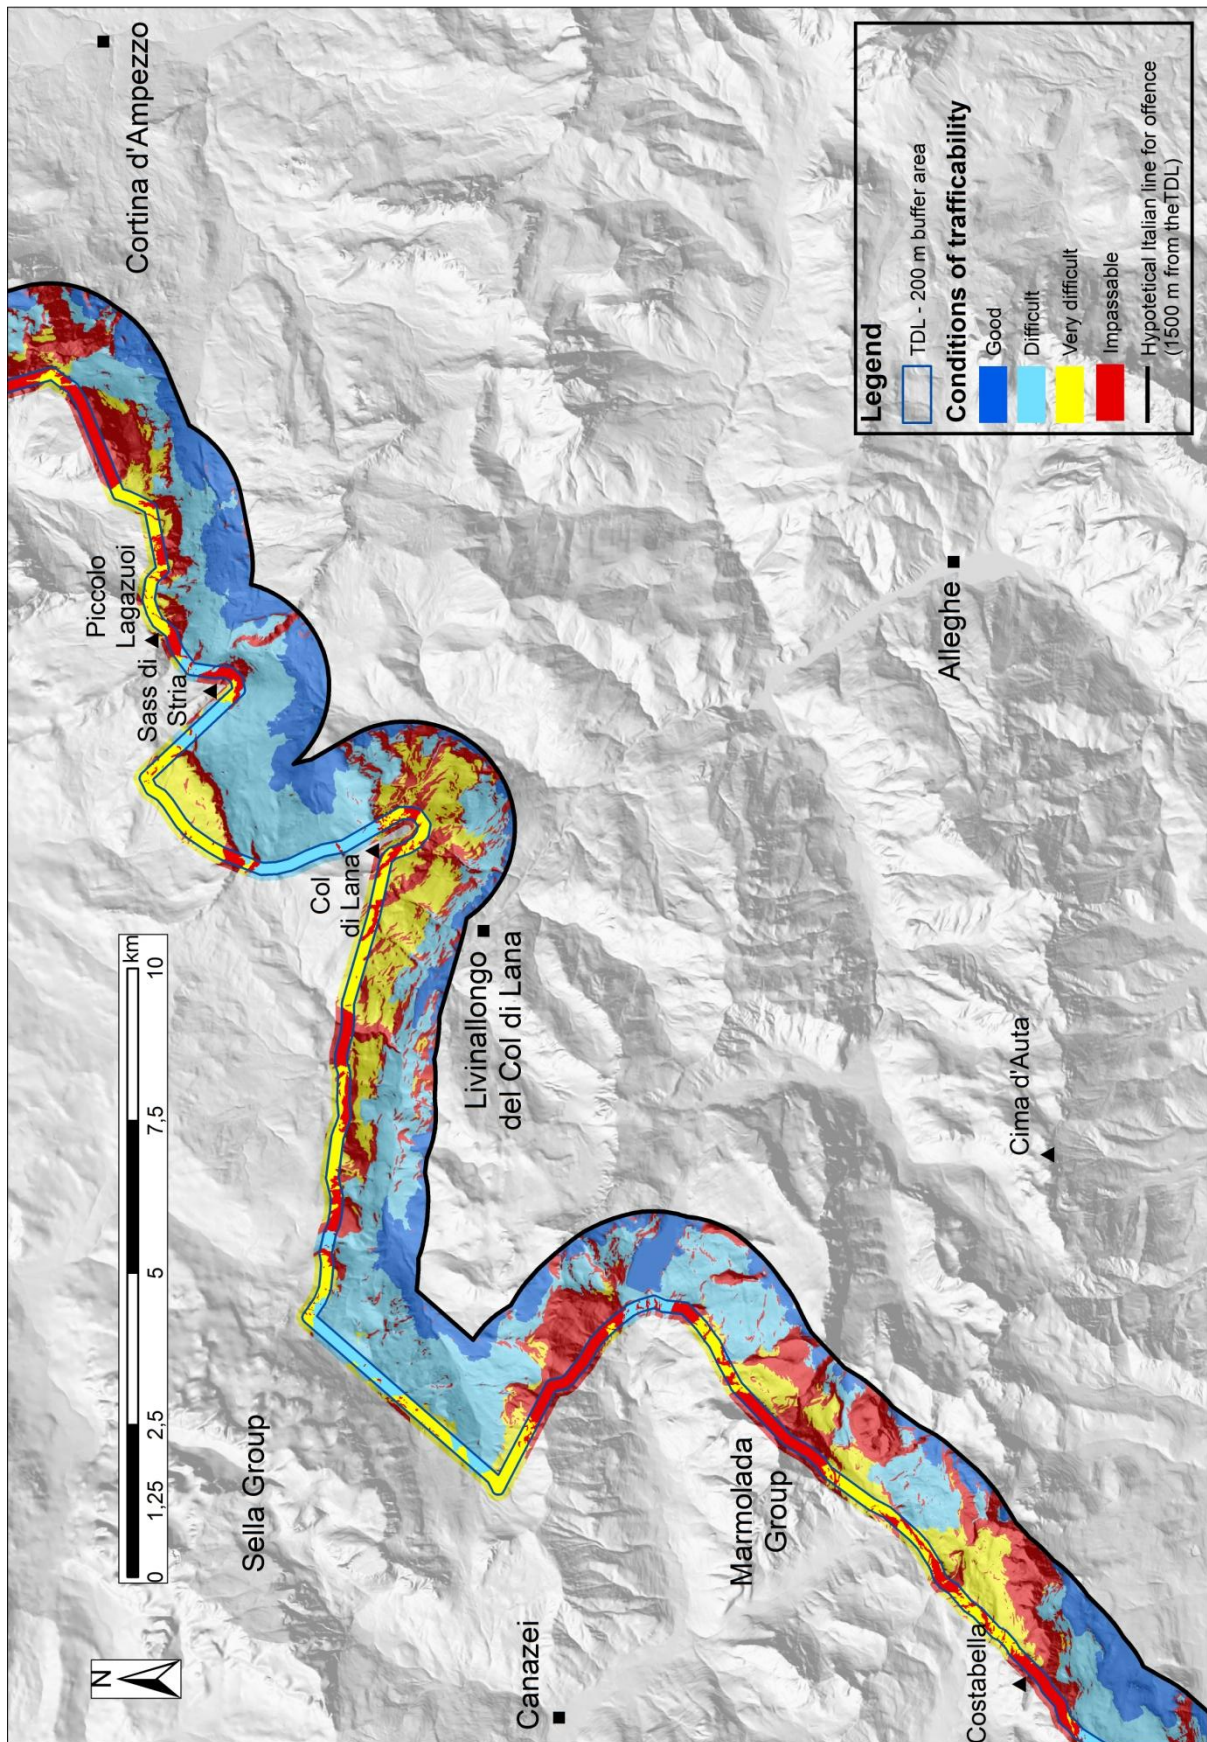 N
0 1,25 2,5 5 7,5 10
km
Cortina d'Ampezzo
Piccolo
Lagazuoi
Sass di
Stria
Col
di Lana
Sella Group
Livinallongo
del Col di Lana
Canazei
Marmolada
Group
Alleghe
Costabella
Cima d'Auta
Legend
TDL - 200 m buffer area
Conditions of trafficability
Good
Difficult
Very difficult
Impassable
Hypotetical Italian line for offence
(1500 m from theTDL)